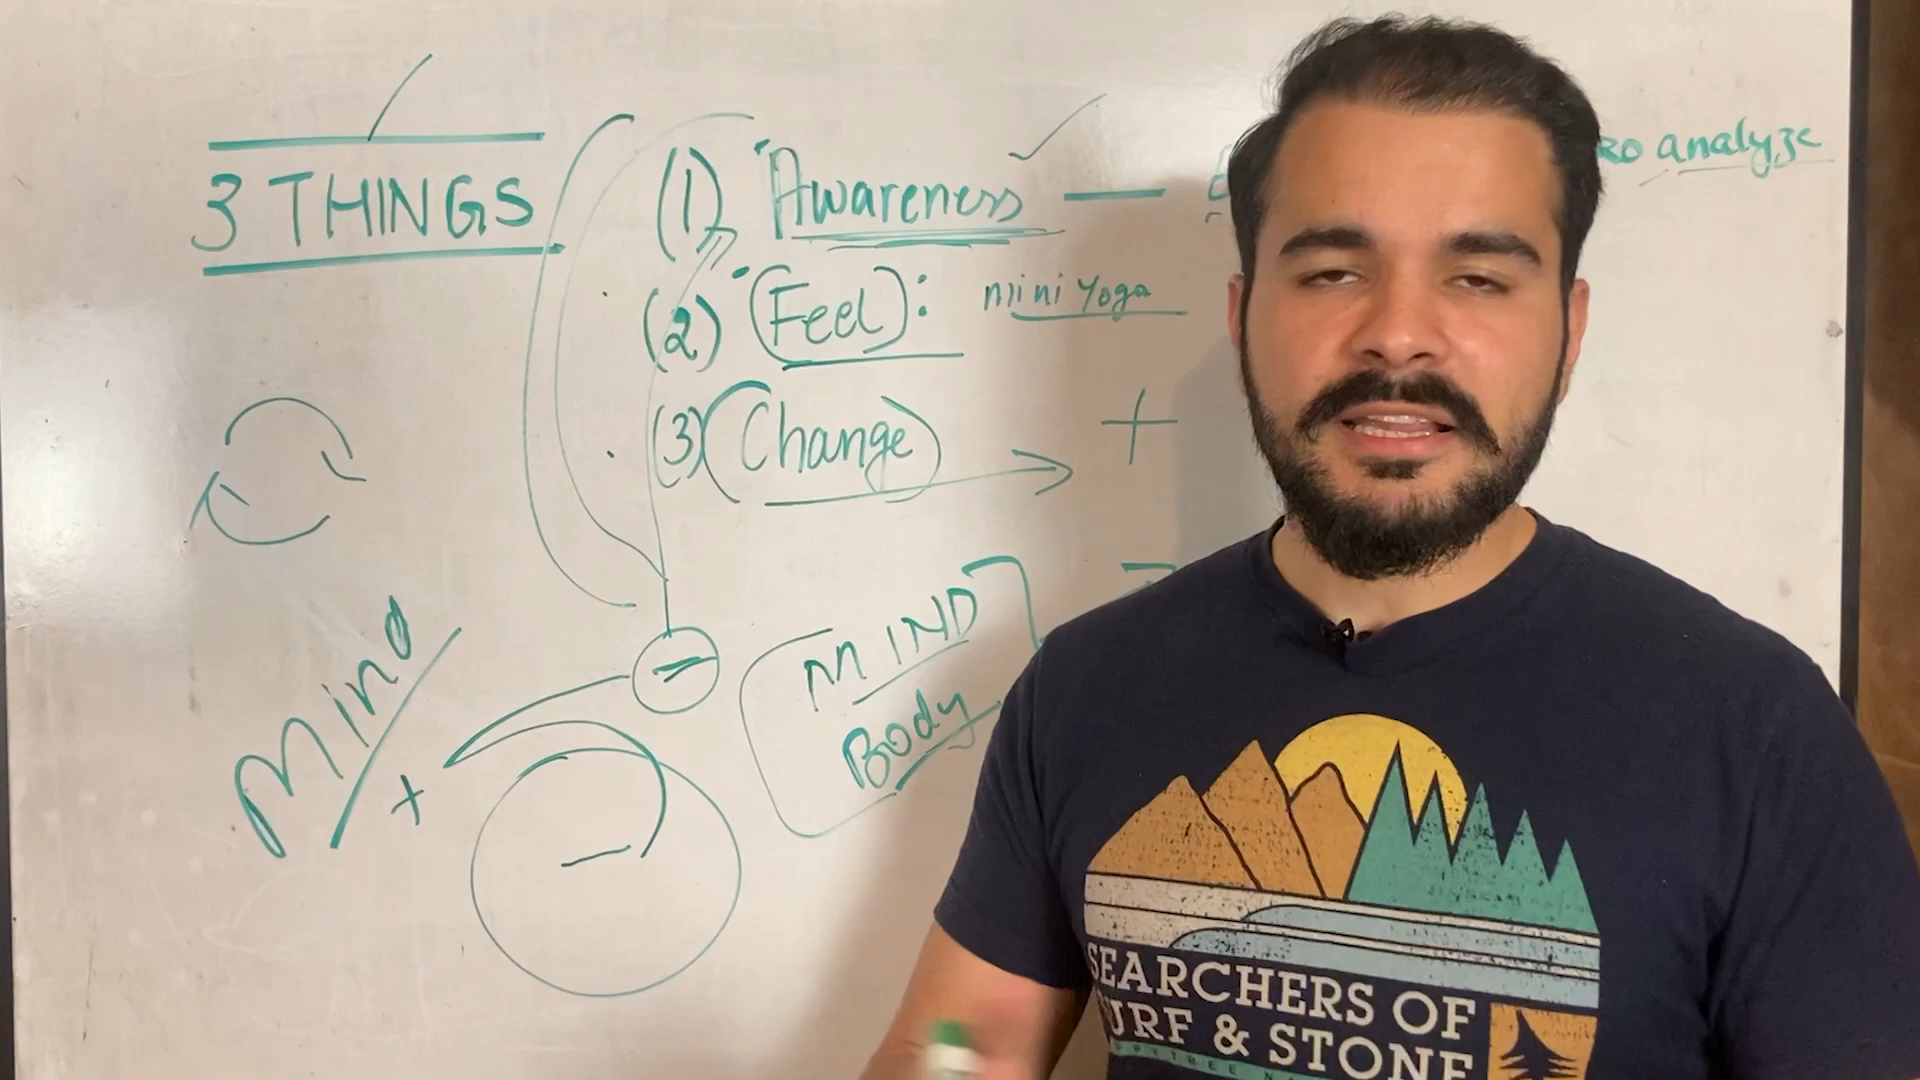 3 THINGS
(1) Awareness — analyze
(2) (Feel): mini yoga
(3) (Change) → +
MIND
Body
Mind
+
SEARCHERS OF
URF & STONE